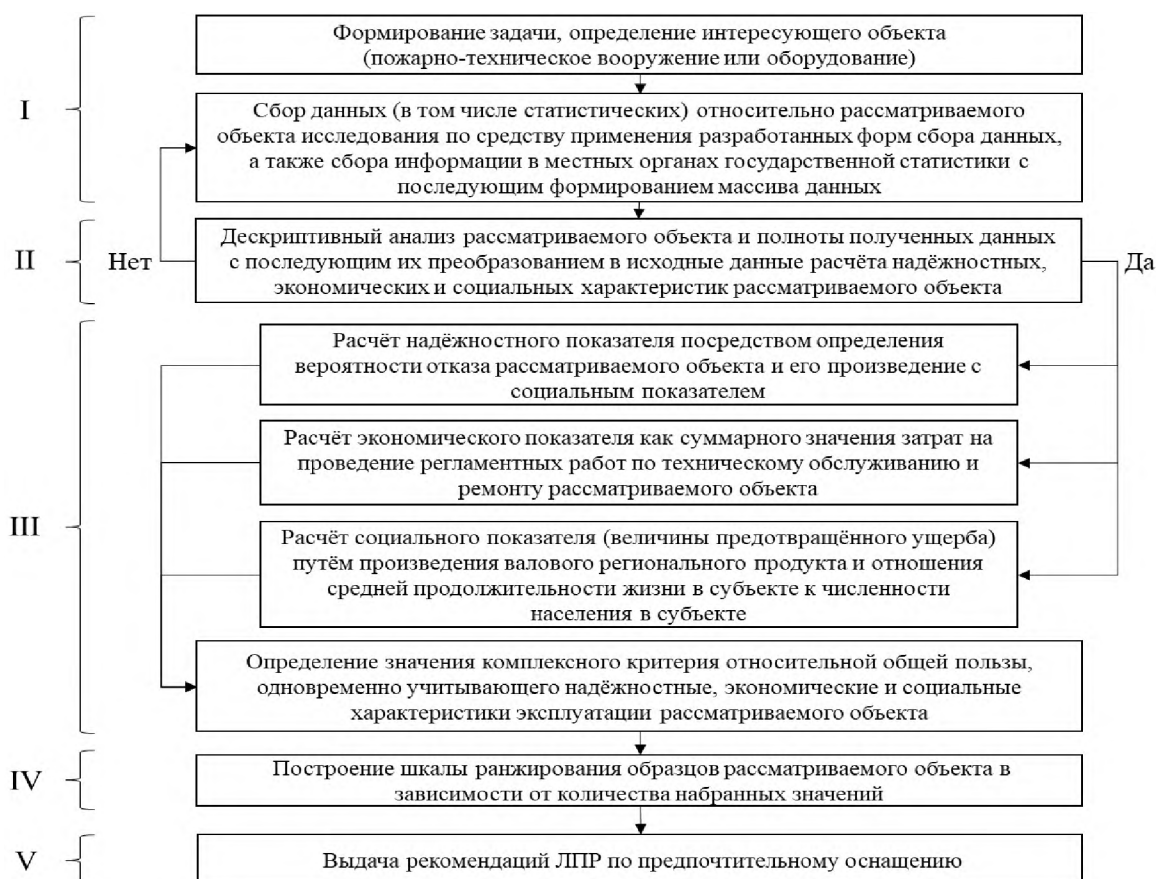 Формирование задачи, определение интересующего объекта
(пожарно-техническое вооружение или оборудование)
I
Сбор данных (в том числе статистических) относительно рассматриваемого
объекта исследования по средству применения разработанных форм сбора данных,
а также сбора информации в местных органах государственной статистики с
последующим формированием массива данных
II
Нет
Дескриптивный анализ рассматриваемого объекта и полноты полученных данных
с последующим их преобразованием в исходные данные расчёта надёжностных,
экономических и социальных характеристик рассматриваемого объекта
Да
III
Расчёт надёжностного показателя посредством определения
вероятности отказа рассматриваемого объекта и его произведение с
социальным показателем
Расчёт экономического показателя как суммарного значения затрат на
проведение регламентных работ по техническому обслуживанию и
ремонту рассматриваемого объекта
Расчёт социального показателя (величины предотвращённого ущерба)
путём произведения валового регионального продукта и отношения
средней продолжительности жизни в субъекте к численности
населения в субъекте
Определение значения комплексного критерия относительной общей пользы,
одновременно учитывающего надёжностные, экономические и социальные
характеристики эксплуатации рассматриваемого объекта
IV
Построение шкалы ранжирования образцов рассматриваемого объекта в
зависимости от количества набранных значений
V
Выдача рекомендаций ЛПР по предпочтительному оснащению